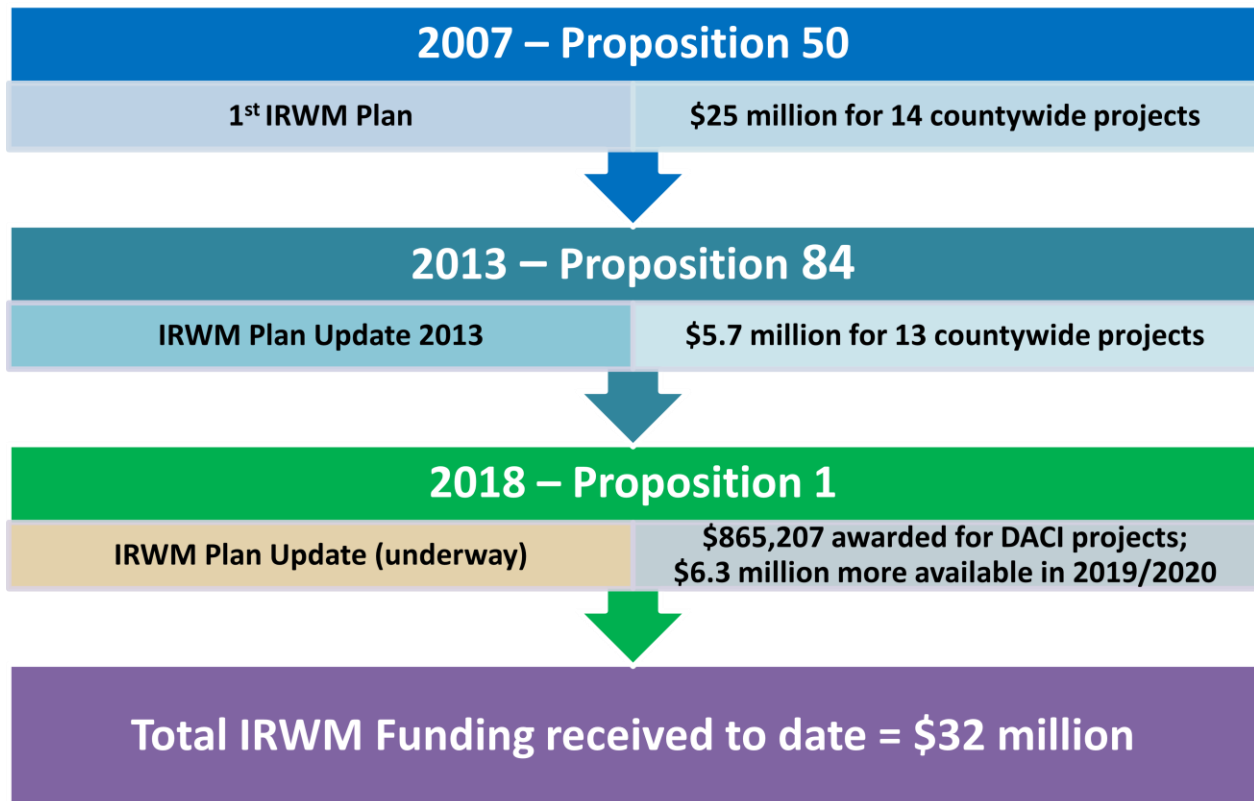 2007 – Proposition 50
1st IRWM Plan
$25 million for 14 countywide projects
2013 – Proposition 84
IRWM Plan Update 2013
$5.7 million for 13 countywide projects
2018 – Proposition 1
IRWM Plan Update (underway)
$865,207 awarded for DACI projects;
$6.3 million more available in 2019/2020
Total IRWM Funding received to date = $32 million